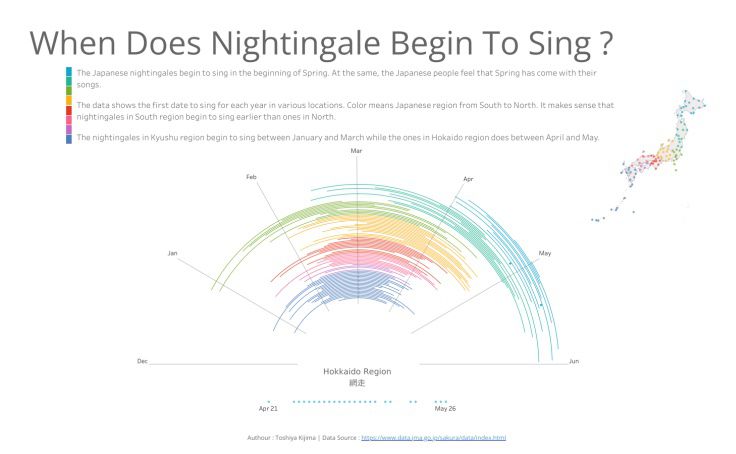 When Does Nightingale Begin To Sing ?
The Japanese nightingales begin to sing in the beginning of Spring. At the same, the Japanese people feel that Spring has come with their
songs.
The data shows the first date to sing for each year in various locations. Color means Japanese region from South to North. It makes sense that
nightingales in South region begin to sing earlier than ones in North.
The nightingales in Kyushu region begin to sing between January and March while the ones in Hokaido region does between April and May.
Mar
Feb
Apr
Jan
May
Dec
Jun
Hokkaido Region
網走
Apr 21
May 26
Authour : Toshiya Kijima | Data Source : https://www.data.jma.go.jp/sakura/data/index.html